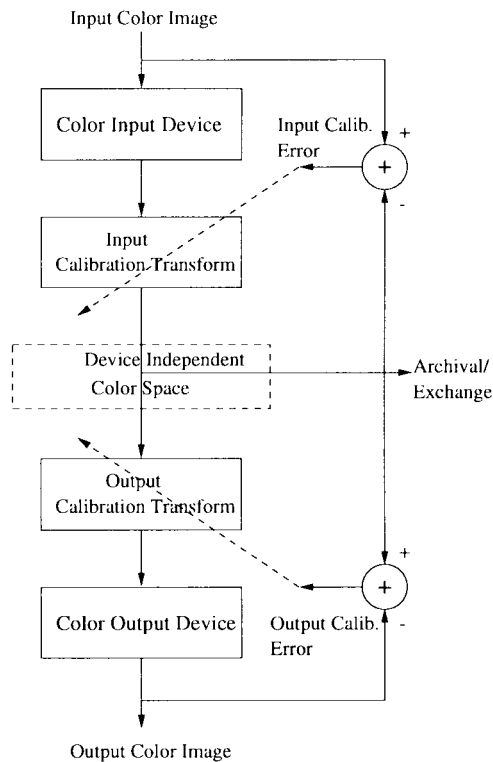 Input Color Image
Color Input Device
Input Calib.
Error
+
+
-
Input
Calibration Transform
Device Independent
Color Space
Archival/
Exchange
Output
Calibration Transform
+
+
-
Color Output Device
Output Calib.
Error
Output Color Image